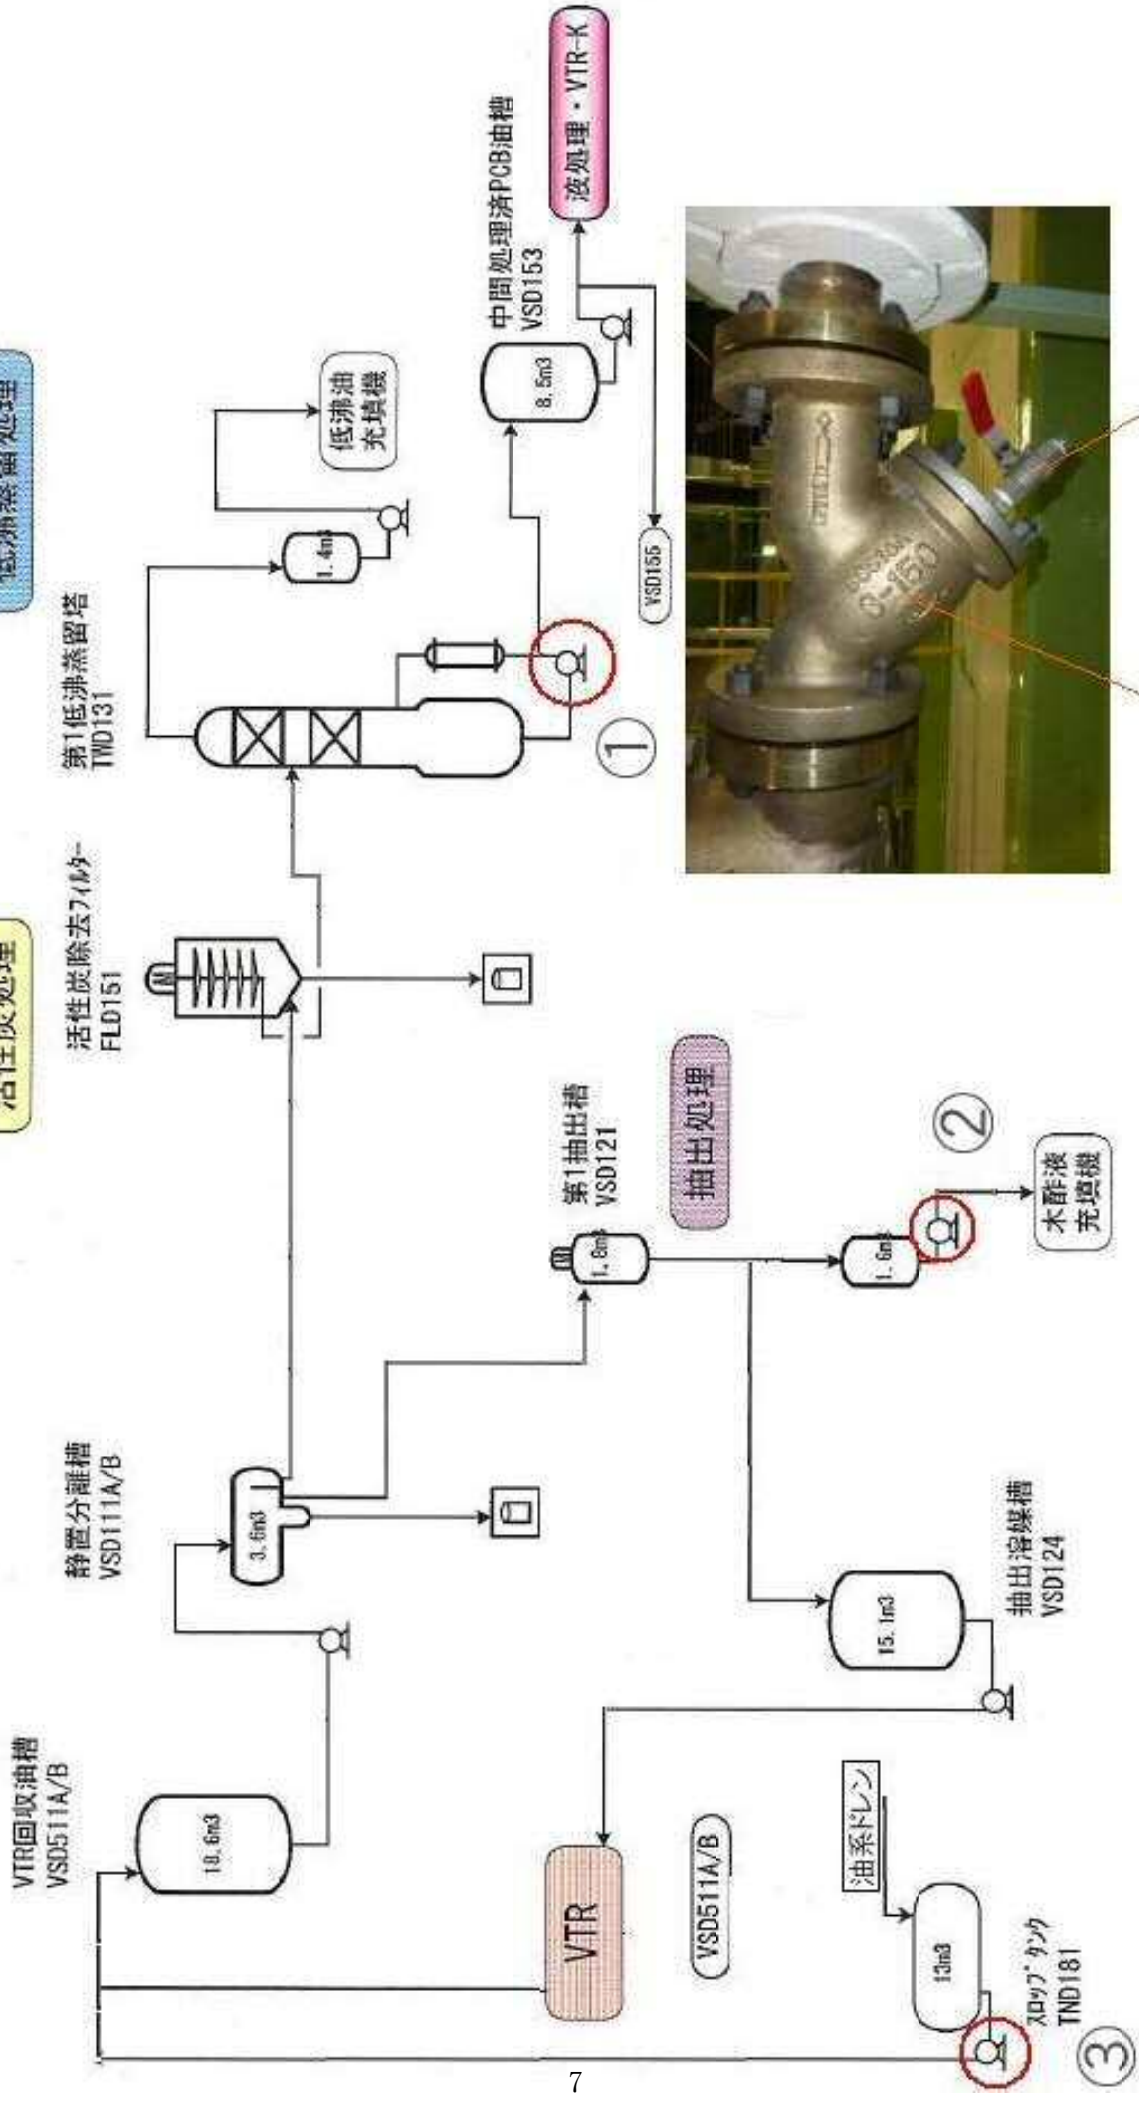 活性炭処理
低沸蒸留処理
VTR回収油槽
VSD511A/B
18.6m3
静置分離槽
VSD111A/B
3.6m3
活性炭除去フィルター
FLD151
M
第1低沸蒸留塔
TWD131
1.4m3
低沸油
充填機
中間処理済PCB油槽
VSD153
8.5m3
液処理・VTR-K
VSD155
①
第1抽出槽
VSD121
M
1.8m3
抽出処理
1.6m3
②
木酢液
充填機
抽出溶媒槽
VSD124
15.1m3
VTR
VSD511A/B
油系ドレン
13m3
スロップタンク
TND181
③
7